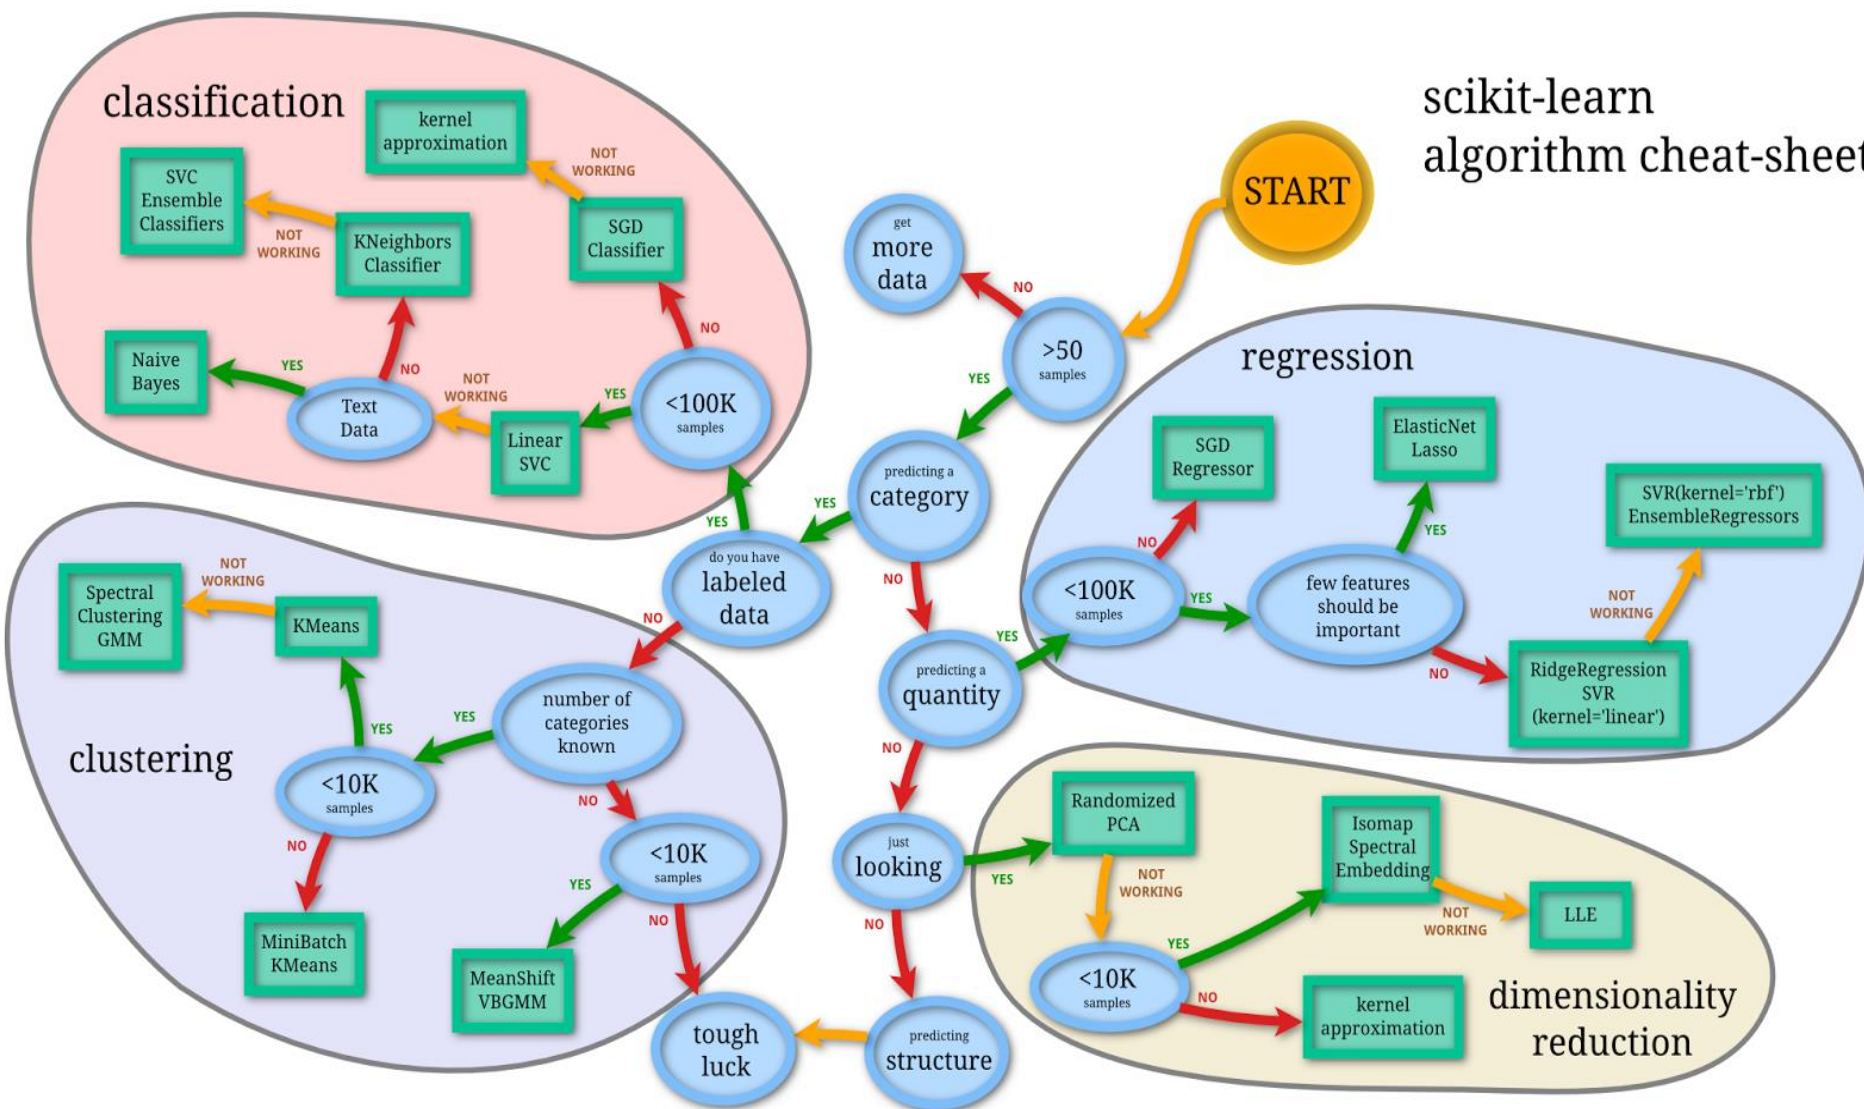 scikit-learn
algorithm cheat-sheet
START
get
more
data
NO
>50
samples
YES
predicting a
category
YES
NO
do you have
labeled
data
YES
NO
predicting a
quantity
YES
NO
just
looking
YES
NO
predicting
structure
tough
luck
classification
kernel
approximation
NOT
WORKING
SVC
Ensemble
Classifiers
NOT
WORKING
KNeighbors
Classifier
SGD
Classifier
NO
Naive
Bayes
YES
NO
Text
Data
NOT
WORKING
Linear
SVC
YES
<100K
samples
regression
SGD
Regressor
ElasticNet
Lasso
SVR(kernel='rbf')
EnsembleRegressors
NO
YES
<100K
samples
YES
few features
should be
important
NOT
WORKING
NO
RidgeRegression
SVR
(kernel='linear')
clustering
Spectral
Clustering
GMM
NOT
WORKING
KMeans
YES
number of
categories
known
YES
NO
<10K
samples
NO
MiniBatch
KMeans
<10K
samples
YES
NO
MeanShift
VBGMM
dimensionality
reduction
Randomized
PCA
NOT
WORKING
Isomap
Spectral
Embedding
NOT
WORKING
LLE
YES
<10K
samples
NO
kernel
approximation